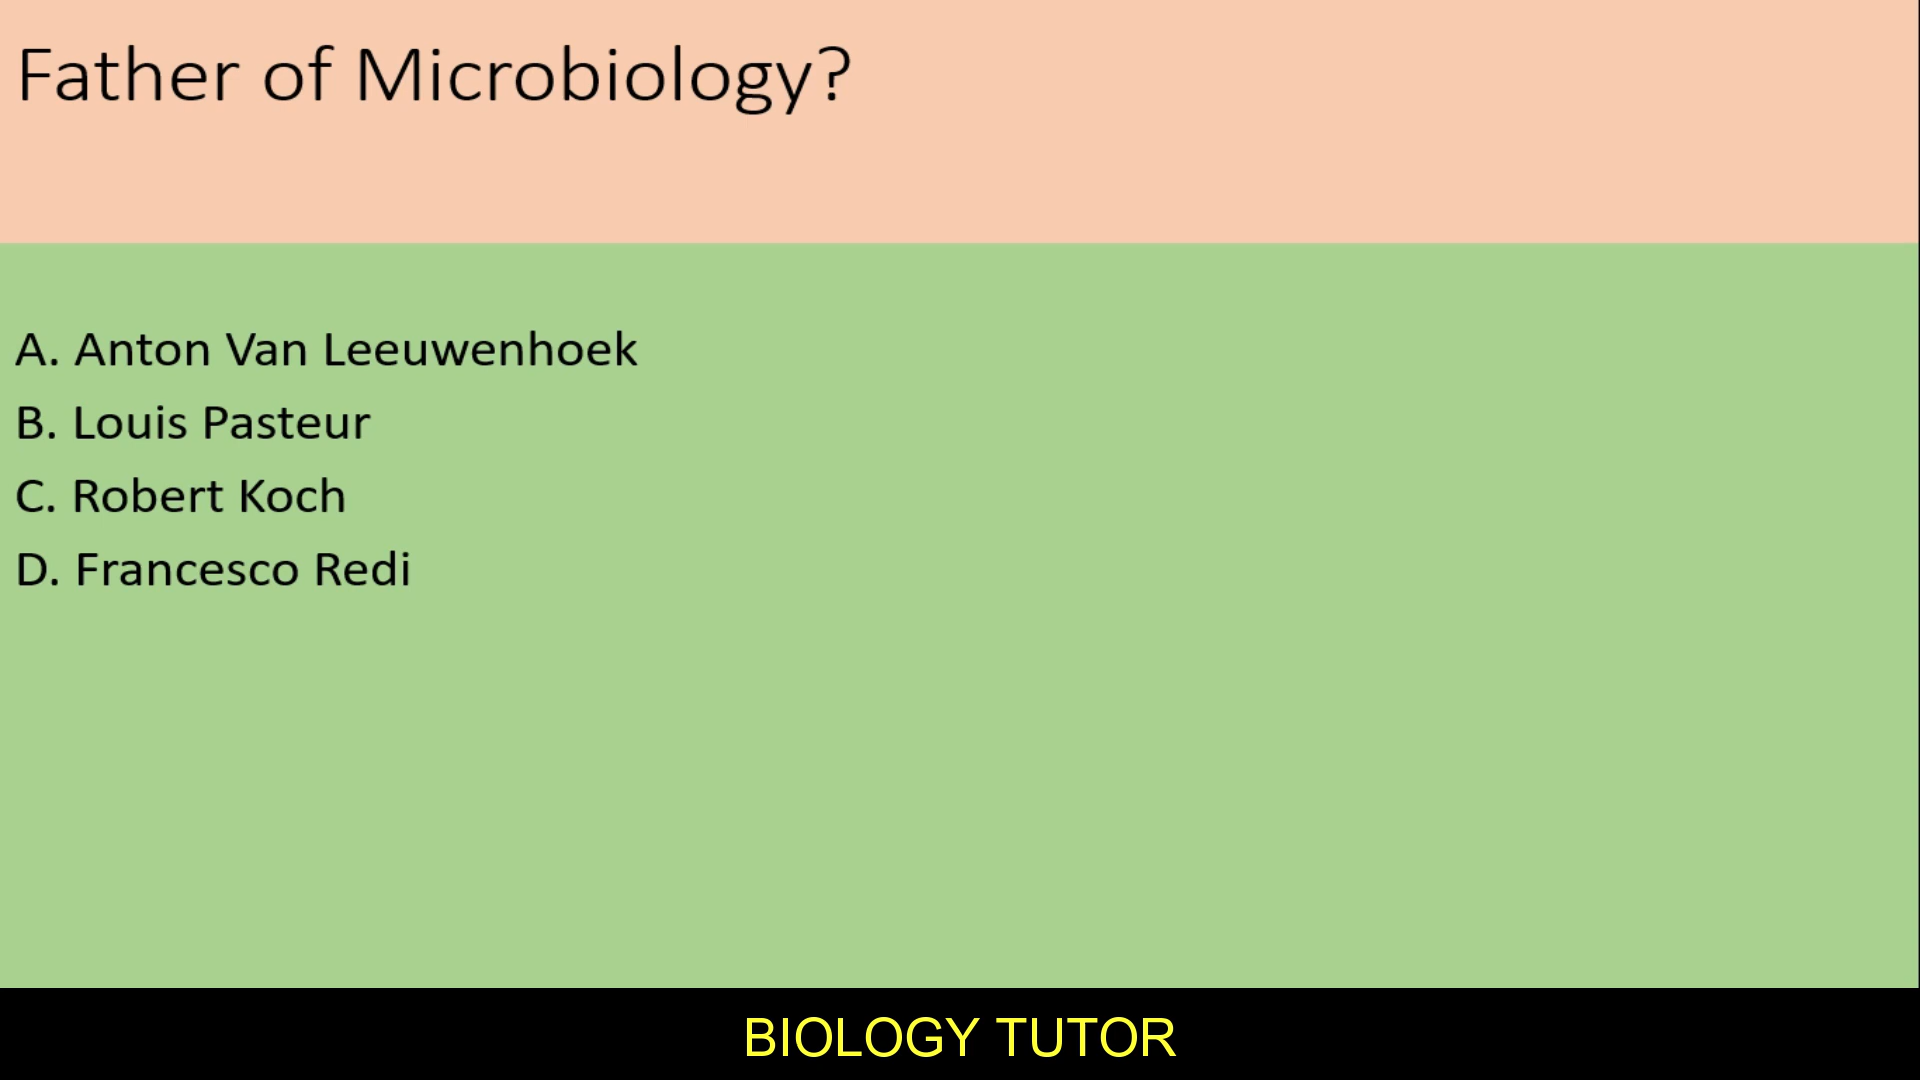 Father of Microbiology?
A. Anton Van Leeuwenhoek
B. Louis Pasteur
C. Robert Koch
D. Francesco Redi
BIOLOGY TUTOR